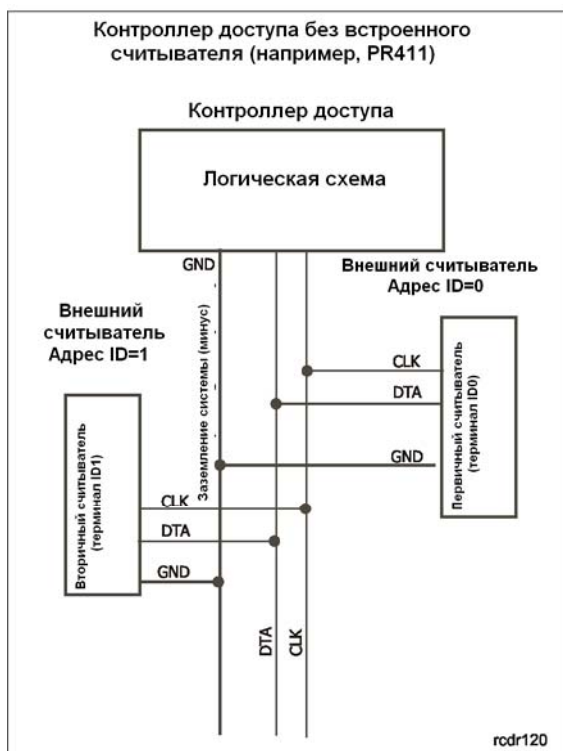 Контроллер доступа без встроенного
считывателя (например, PR411)
Контроллер доступа
Логическая схема
GND
Внешний считыватель
Адрес ID=0
Внешний
считыватель
Адрес ID=1
Заземление системы (минус)
CLK
DTA
GND
Первичный считыватель
(терминал ID0)
Вторичный считыватель
(терминал ID1)
CLK
DTA
GND
DTA
CLK
rcdr120